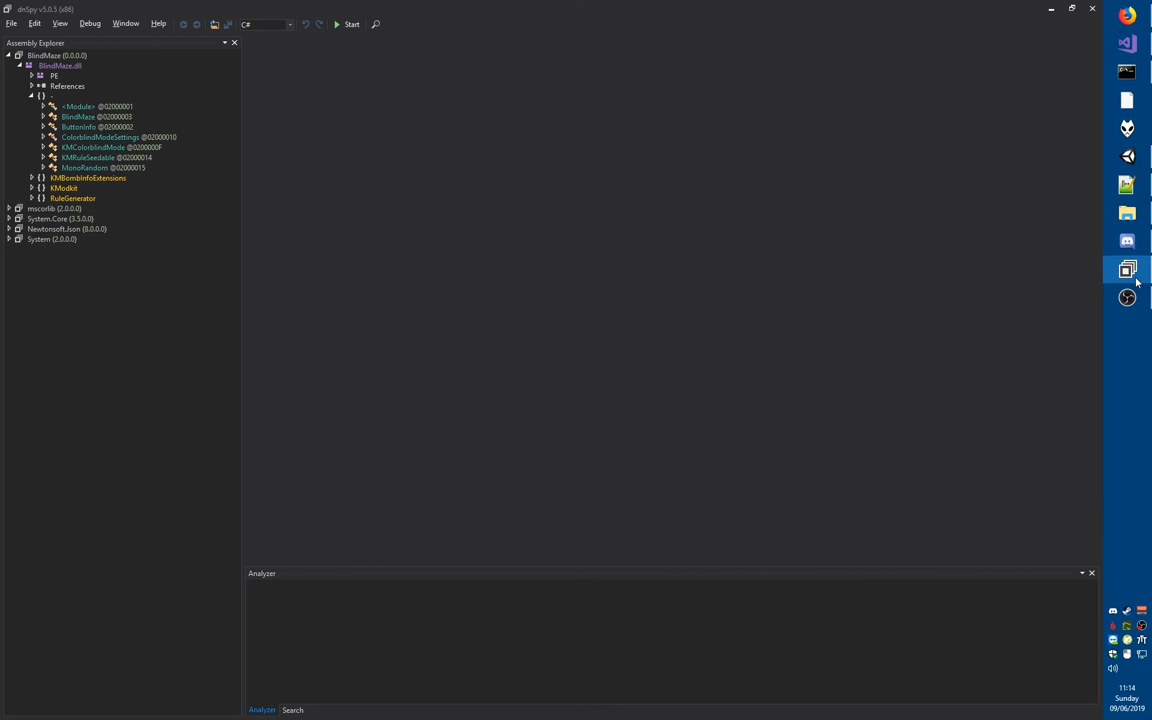 dnSpy v5.0.5 (x86)
File Edit View Debug Window Help C# Start
Assembly Explorer
BlindMaze (0.0.0.0)
BlindMaze.dll
PE
References
{ } -
<Module> @02000001
BlindMaze @02000003
ButtonInfo @02000002
ColorblindModeSettings @02000010
KMColorblindMode @0200000F
KMRuleSeedable @02000014
MonoRandom @02000015
{ } KMBombInfoExtensions
{ } KModkit
{ } RuleGenerator
mscorlib (2.0.0.0)
System.Core (3.5.0.0)
Newtonsoft.Json (8.0.0.0)
System (2.0.0.0)
Analyzer
Analyzer Search
11:14
Sunday
09/06/2019